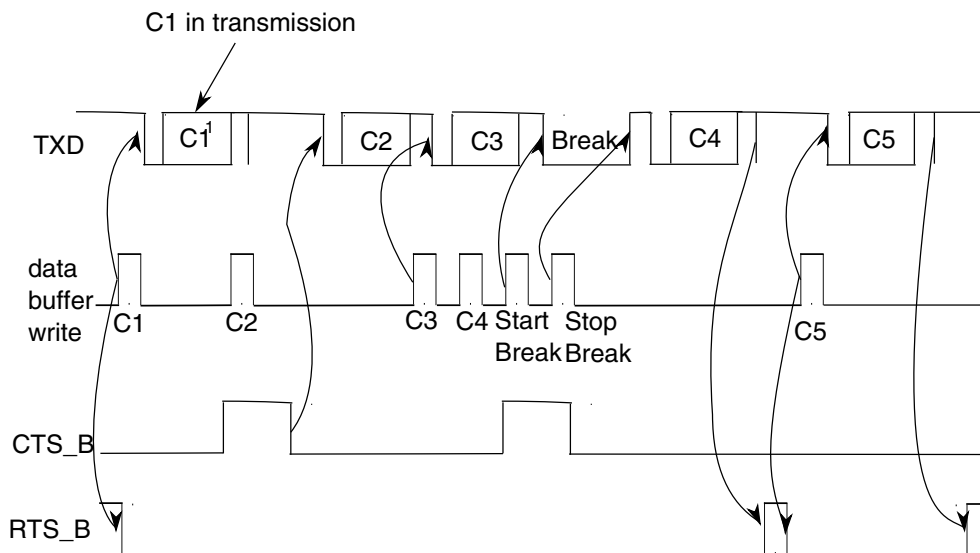 C1 in transmission
TXD
C1 1
C2
C3
Break
C4
C5
data
buffer
write
C1
C2
C3
C4
Start
Break
Stop
Break
C5
CTS_B
RTS_B